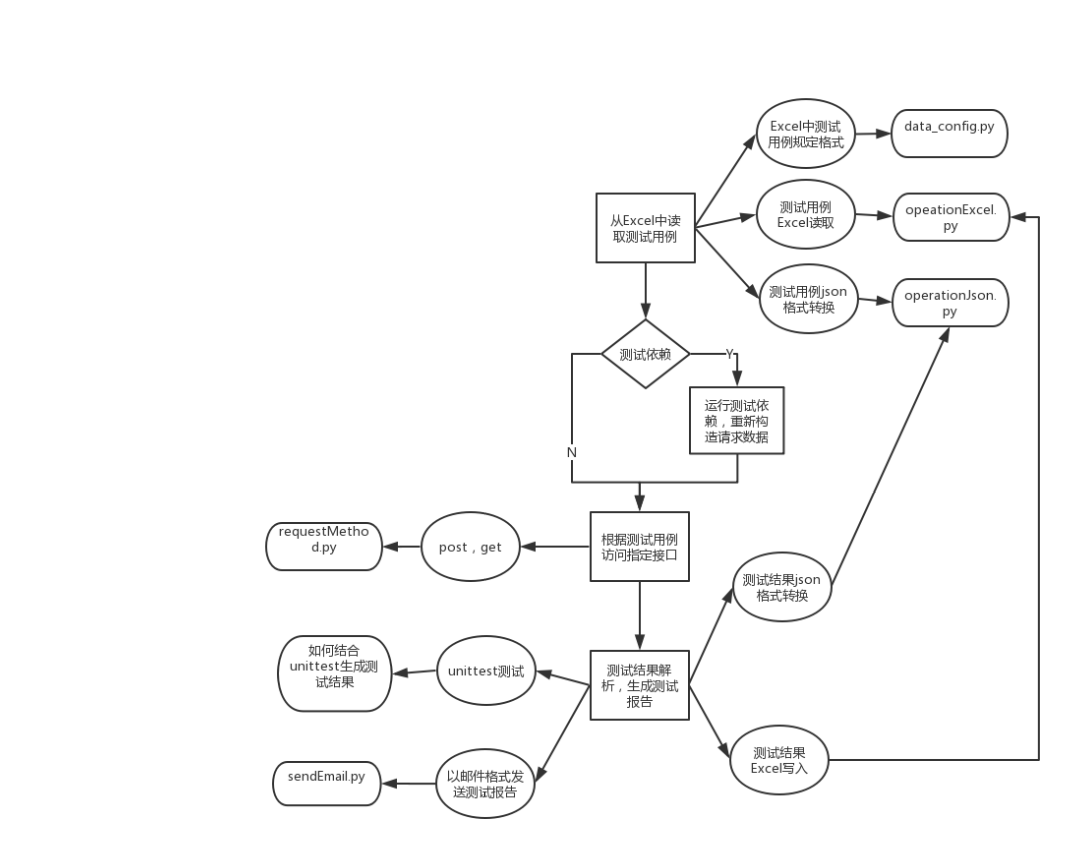 Excel中测试
用例规定格式
data_config.py
从Excel中读
取测试用例
测试用例
Excel读取
opeationExcel.
py
测试用例json
格式转换
operationJson.
py
测试依赖
Y
运行测试依
赖，重新构
造请求数据
N
requestMetho
d.py
post，get
根据测试用例
访问指定接口
测试结果json
格式转换
如何结合
unittest生成测
试结果
unittest测试
测试结果解
析，生成测试
报告
测试结果
Excel写入
sendEmail.py
以邮件格式发
送测试报告